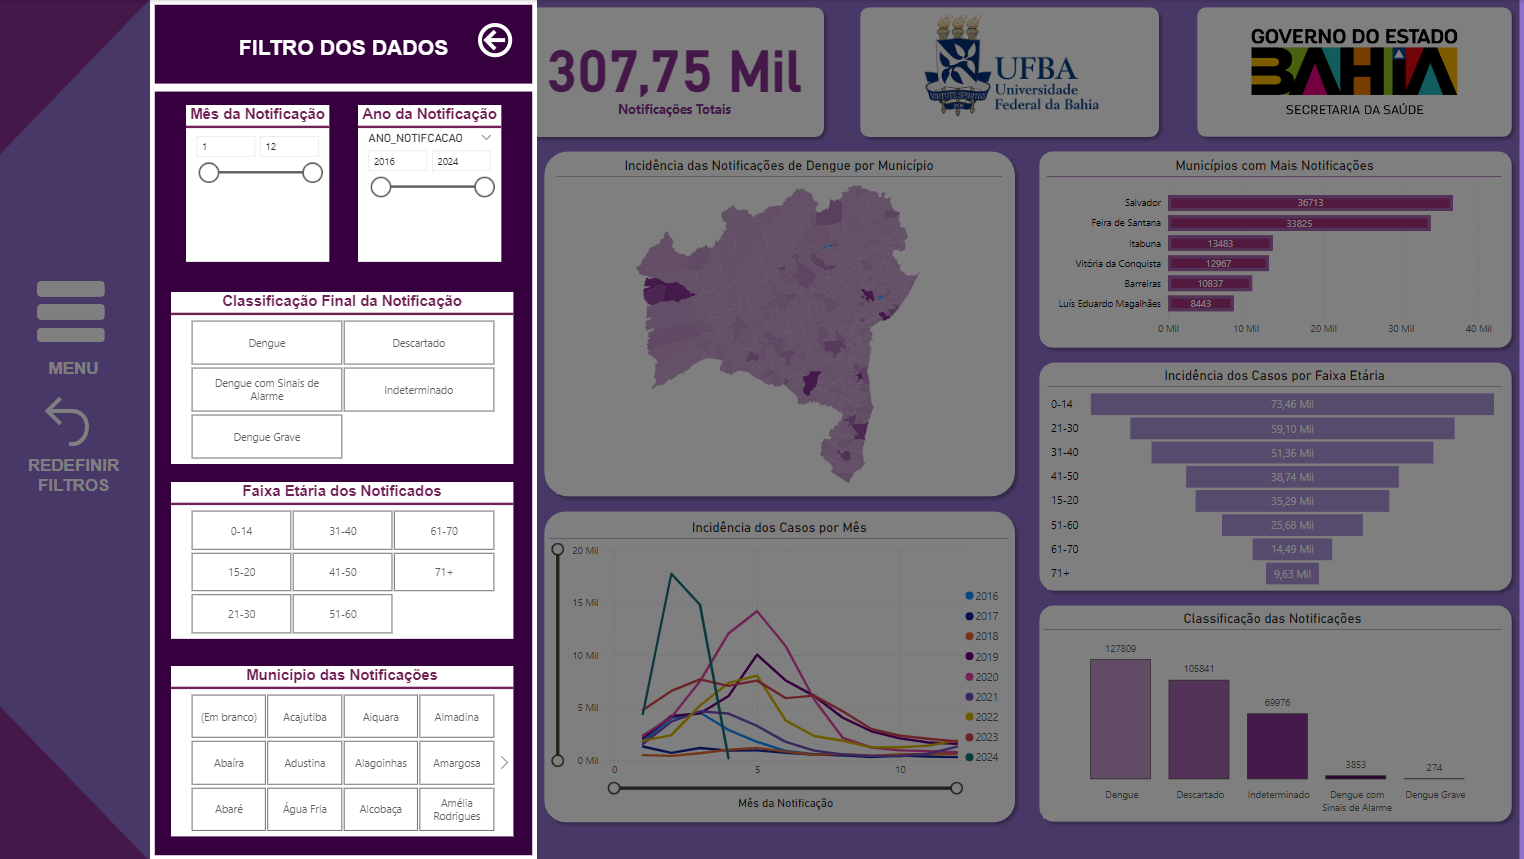 FILTRO DOS DADOS
Mês da Notificação
1
12
Ano da Notificação
ANO_NOTIFCACAO
2016
2024
Classificação Final da Notificação
Dengue
Descartado
Dengue com Sinais de
Alarme
Indeterminado
Dengue Grave
Faixa Etária dos Notificados
0-14
31-40
61-70
15-20
41-50
71+
21-30
51-60
Município das Notificações
(Em branco)
Acajutiba
Aiquara
Almadina
Abaíra
Adustina
Alagoinhas
Amargosa
Abaré
Água Fria
Alcobaça
Amélia
Rodrigues
MENU
REDEFINIR
FILTROS
307,75 Mil
Notificações Totais
VIRTUTE SPIRITUS
UFBA
Universidade
Federal da Bahia
GOVERNO DO ESTADO
BAHIA
SECRETARIA DA SAÚDE
Incidência das Notificações de Dengue por Município
Municípios com Mais Notificações
Salvador
36713
Feira de Santana
33825
Itabuna
13483
Vitória da Conquista
12967
Barreiras
10837
Luís Eduardo Magalhães
8443
0 Mil
10 Mil
20 Mil
30 Mil
40 Mil
Incidência dos Casos por Faixa Etária
0-14
73,46 Mil
21-30
59,10 Mil
31-40
51,36 Mil
41-50
38,74 Mil
15-20
35,29 Mil
51-60
25,68 Mil
61-70
14,49 Mil
71+
9,63 Mil
Incidência dos Casos por Mês
20 Mil
15 Mil
10 Mil
5 Mil
0 Mil
0
5
10
Mês da Notificação
2016
2017
2018
2019
2020
2021
2022
2023
2024
Classificação das Notificações
127809
105841
69976
3853
274
Dengue
Descartado
Indeterminado
Dengue com
Sinais de Alarme
Dengue Grave